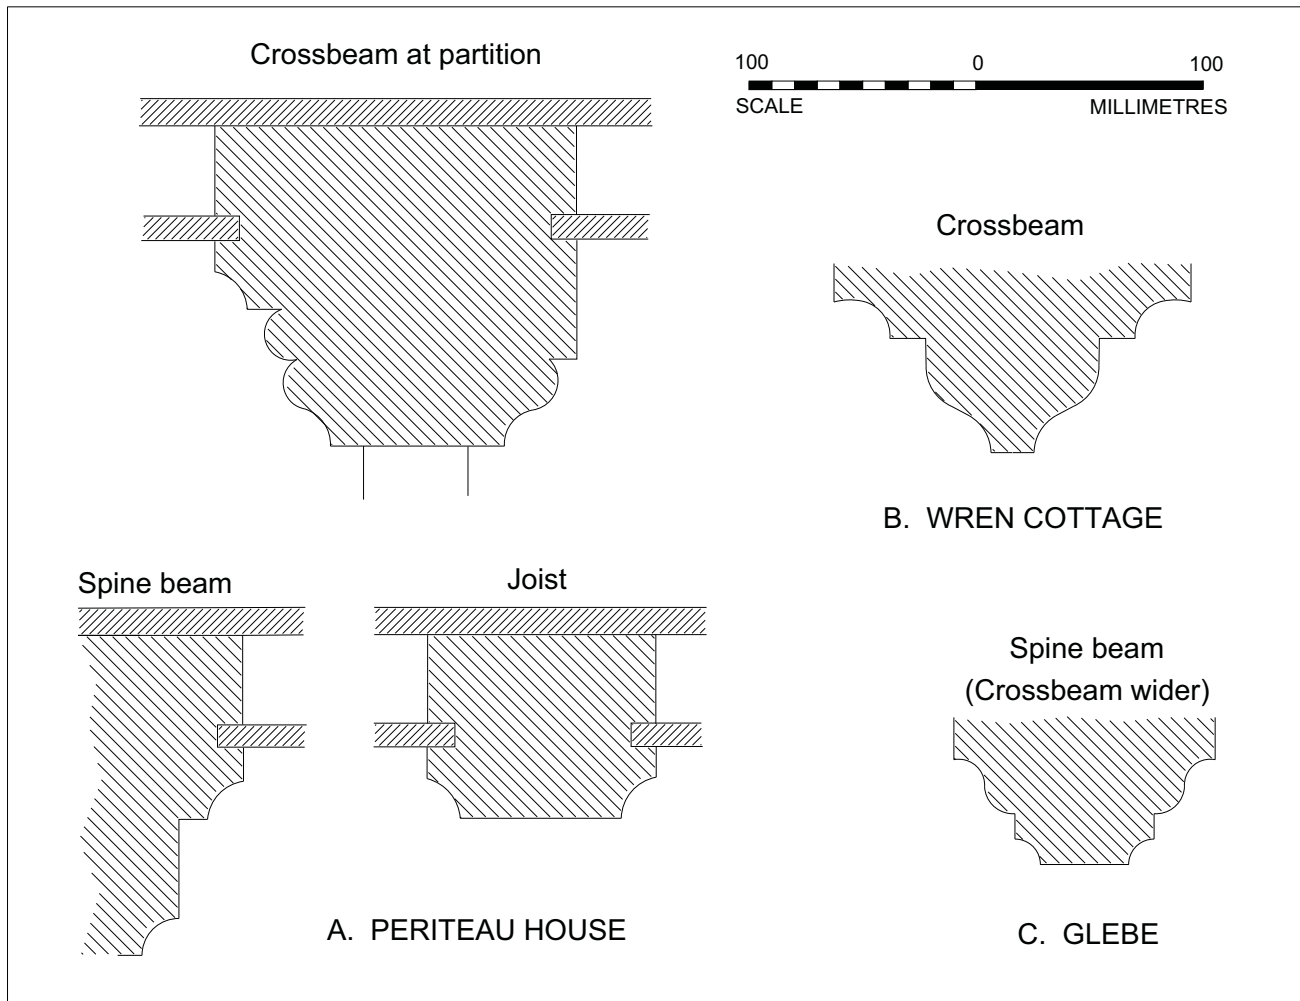 Crossbeam at partition
100 0 100
SCALE MILLIMETRES
Crossbeam
B. WREN COTTAGE
Spine beam
Joist
Spine beam
(Crossbeam wider)
A. PERITEAU HOUSE
C. GLEBE